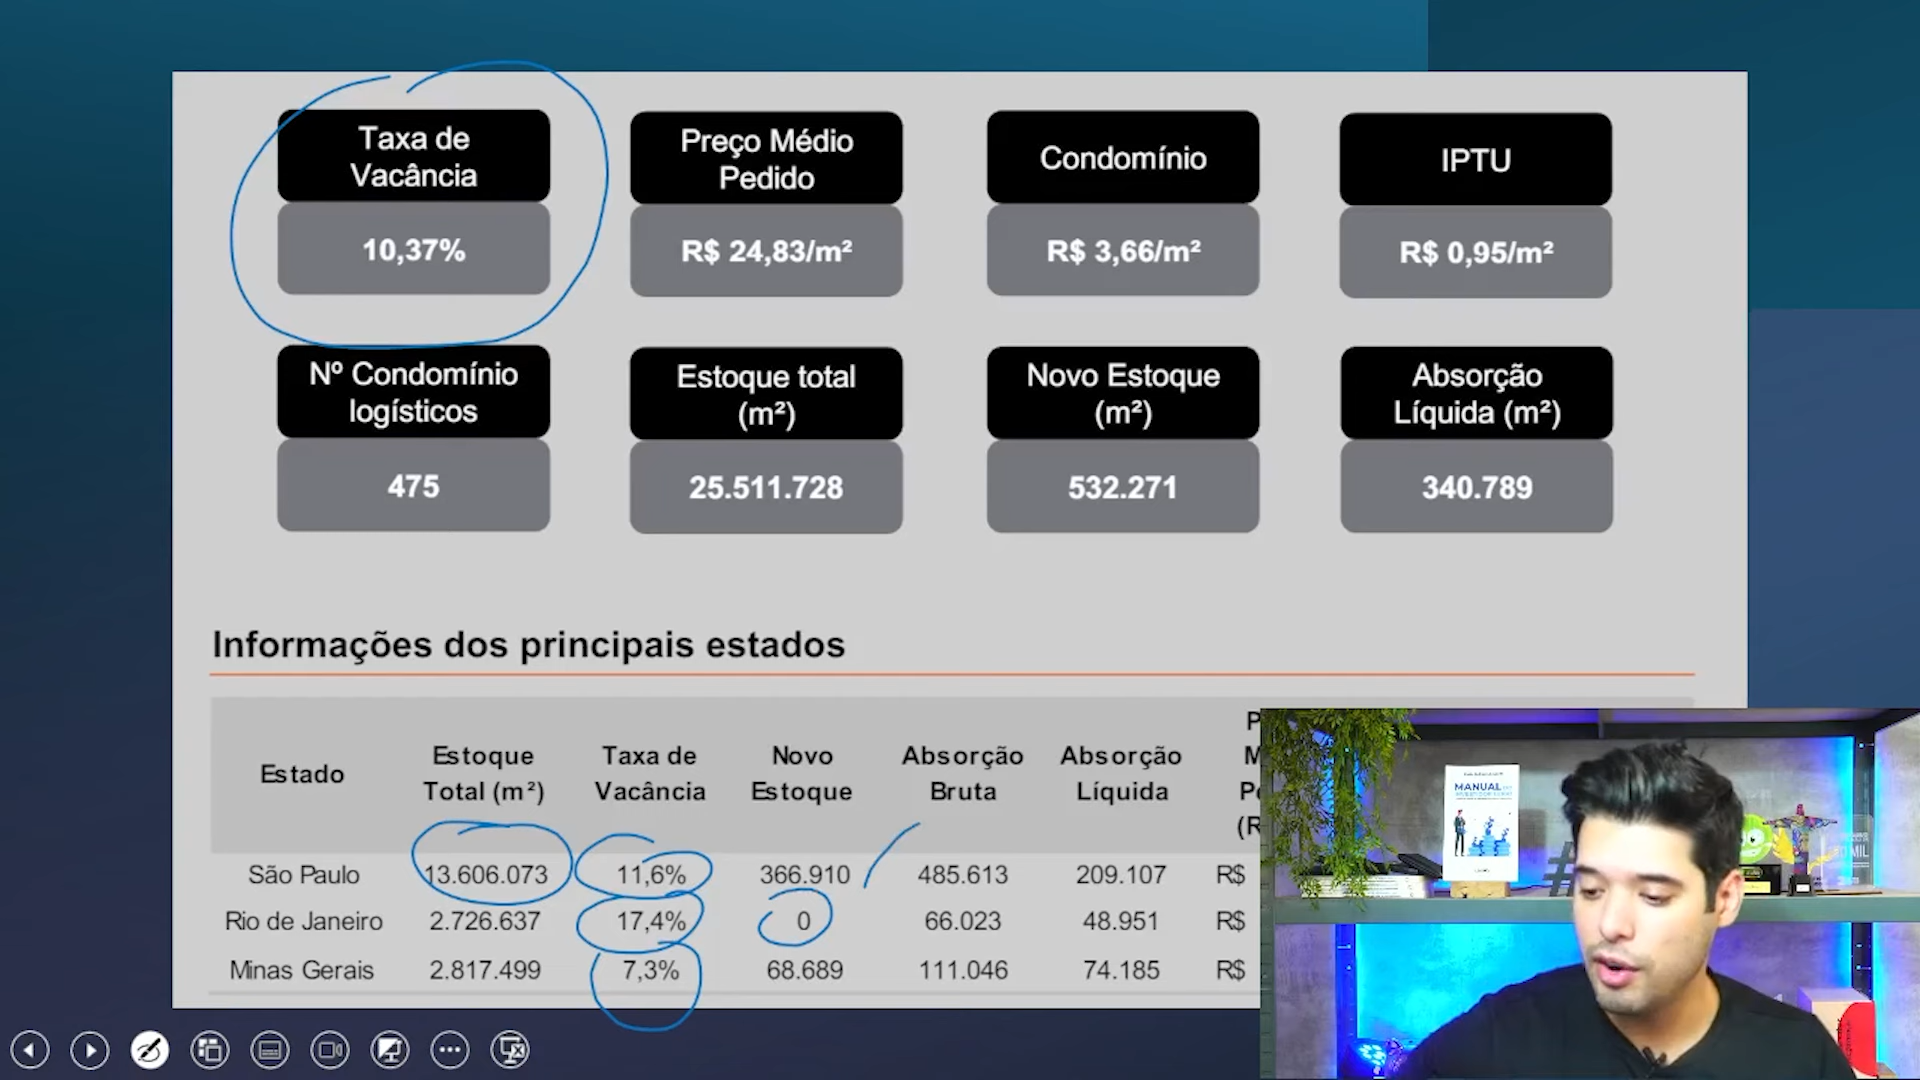 Taxa de
Vacância
10,37%
Preço Médio
Pedido
R$ 24,83/m²
Condomínio
R$ 3,66/m²
IPTU
R$ 0,95/m²
Nº Condomínio
logísticos
475
Estoque total
(m²)
25.511.728
Novo Estoque
(m²)
532.271
Absorção
Líquida (m²)
340.789
Informações dos principais estados
Estado
Estoque
Total (m²)
Taxa de
Vacância
Novo
Estoque
Absorção
Bruta
Absorção
Líquida
São Paulo 13.606.073 11,6% 366.910 485.613 209.107 R$
Rio de Janeiro 2.726.637 17,4% 0 66.023 48.951 R$
Minas Gerais 2.817.499 7,3% 68.689 111.046 74.185 R$
MANUAL